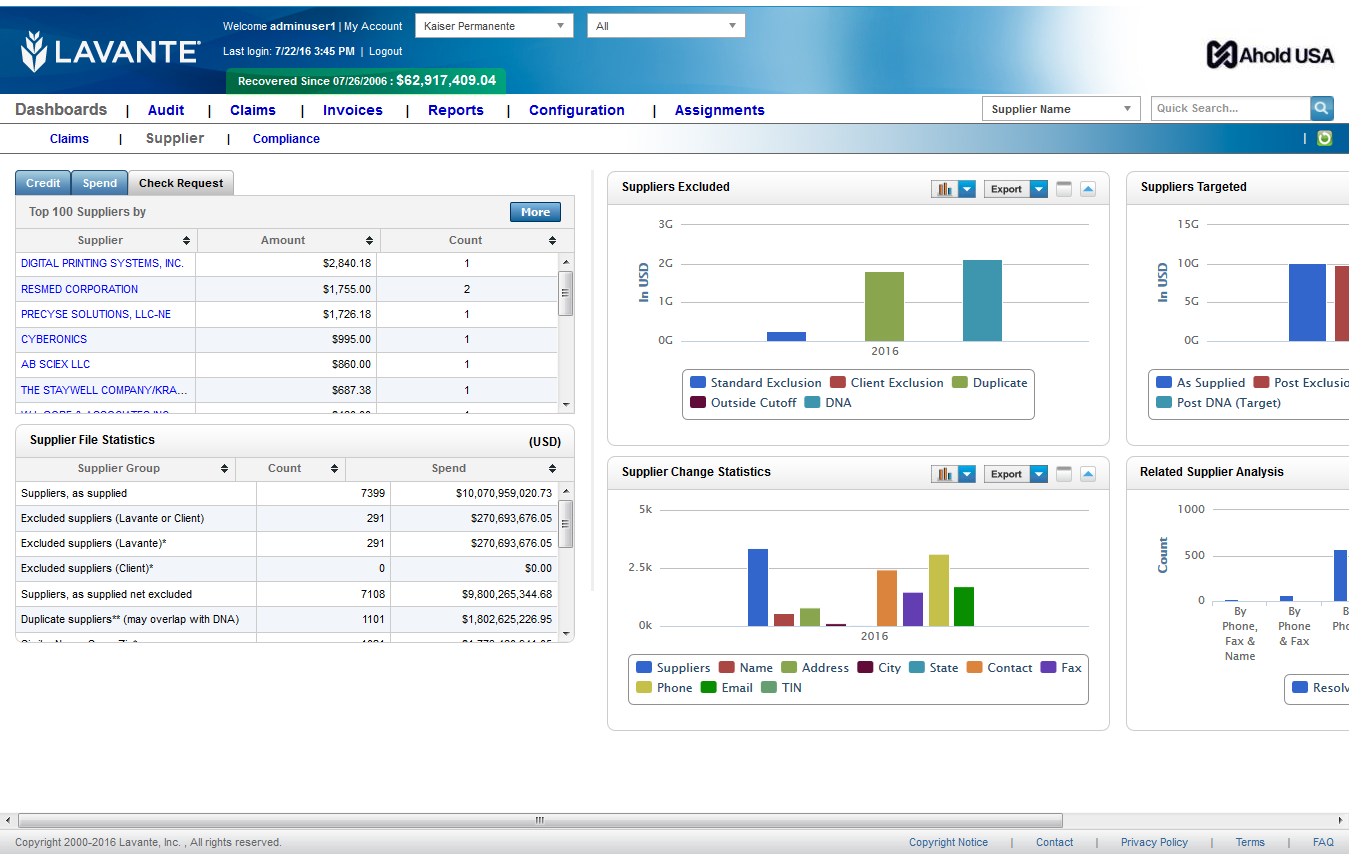 LAVANTE®
Welcome adminuser1 | My Account
Kaiser Permanente
All
Last login: 7/22/16 3:45 PM | Logout
Recovered Since 07/26/2006 : $62,917,409.04
Ahold USA
Dashboards | Audit | Claims | Invoices | Reports | Configuration | Assignments
Supplier Name
Quick Search...
Claims | Supplier | Compliance
Credit Spend Check Request
Top 100 Suppliers by More
Supplier Amount Count
DIGITAL PRINTING SYSTEMS, INC. $2,840.18 1
RESMED CORPORATION $1,755.00 2
PRECYSE SOLUTIONS, LLC-NE $1,726.18 1
CYBERONICS $995.00 1
AB SCIEX LLC $860.00 1
THE STAYWELL COMPANY/KRA... $687.38 1
Supplier File Statistics (USD)
Supplier Group Count Spend
Suppliers, as supplied 7399 $10,070,959,020.73
Excluded suppliers (Lavante or Client) 291 $270,693,676.05
Excluded suppliers (Lavante)* 291 $270,693,676.05
Excluded suppliers (Client)* 0 $0.00
Suppliers, as supplied net excluded 7108 $9,800,265,344.68
Duplicate suppliers** (may overlap with DNA) 1101 $1,802,625,226.95
Suppliers Excluded
Export
In USD
3G
2G
1G
0G
2016
Standard Exclusion Client Exclusion Duplicate
Outside Cutoff DNA
Suppliers Targeted
In USD
15G
10G
5G
0G
As Supplied Post Exclusio
Post DNA (Target)
Supplier Change Statistics
Export
5k
2.5k
0k
2016
Suppliers Name Address City State Contact Fax
Phone Email TIN
Related Supplier Analysis
Count
1000
500
0
By Phone, Fax & Name
By Phone & Fax
B
Pho
Resolv
Copyright 2000-2016 Lavante, Inc. , All rights reserved.
Copyright Notice | Contact | Privacy Policy | Terms | FAQ